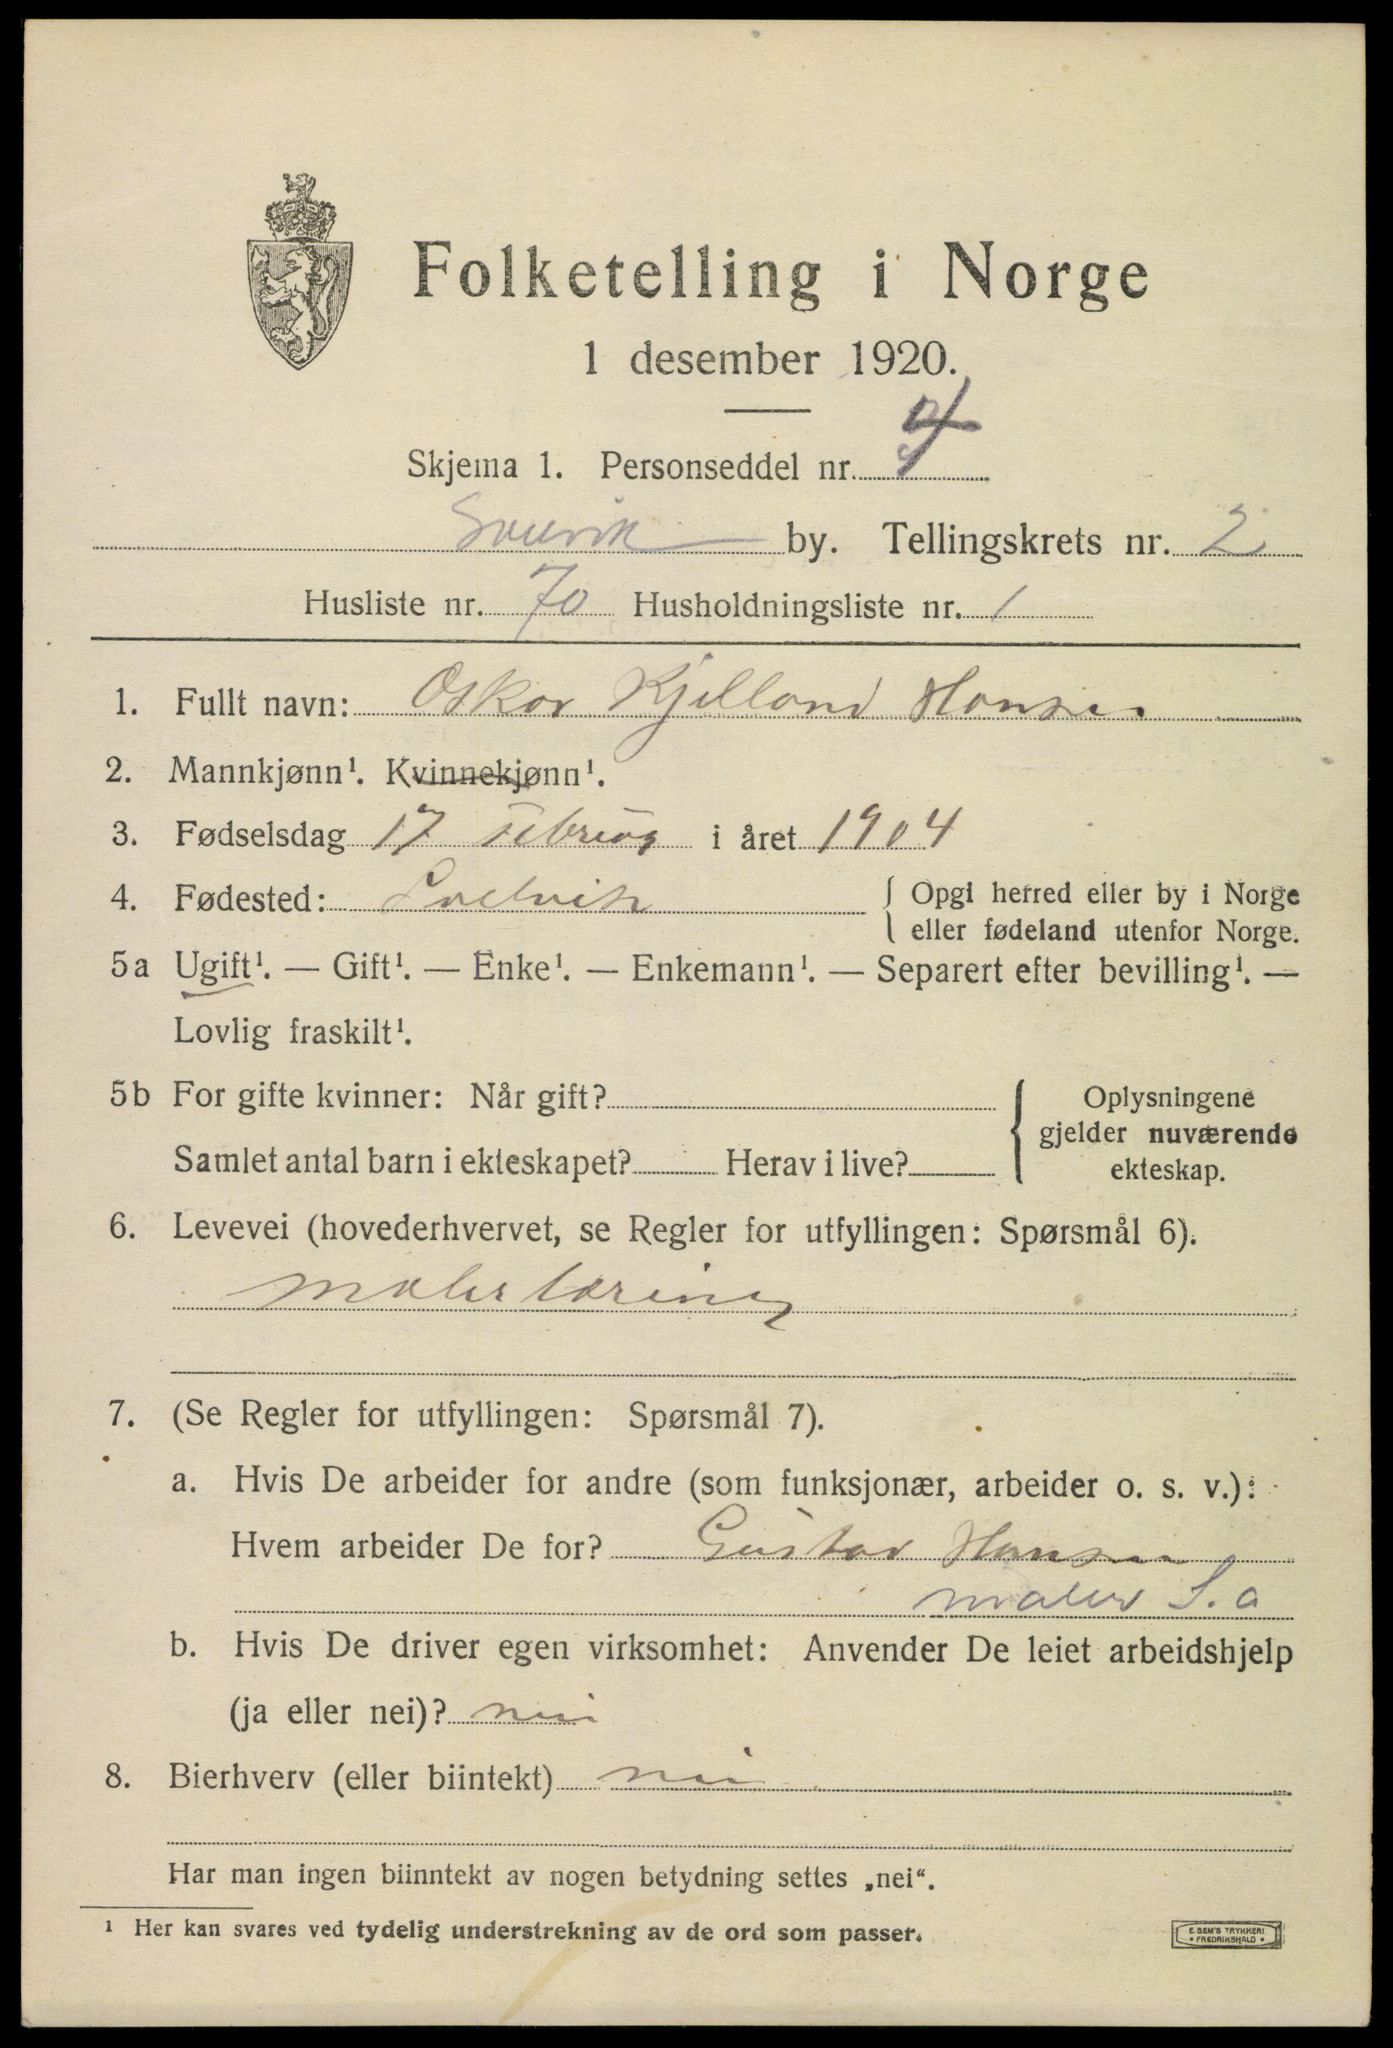 Folketelling i Norge
1 desember 1920.
Skjema 1. Personseddel nr. 4
by. Tellingskrets nr. 2
Husliste nr. 70 Husholdningsliste nr. 1
1. Fullt navn: Oskar Kjelland Hansen
2. Mannkjønn¹. Kvinnekjønn¹.
3. Fødselsdag 17 februar i året 1904
4. Fødested: { Opgi herred eller by i Norge
eller fødeland utenfor Norge.
5a Ugift¹. — Gift¹. — Enke¹. — Enkemann¹. — Separert efter bevilling¹. —
Lovlig fraskilt¹.
5b For gifte kvinner: Når gift? { Oplysningene
gjelder nuværende
Samlet antal barn i ekteskapet? Herav i live? ekteskap.
6. Levevei (hovederhvervet, se Regler for utfyllingen: Spørsmål 6).
malerlæring
7. (Se Regler for utfyllingen: Spørsmål 7).
a. Hvis De arbeider for andre (som funksjonær, arbeider o. s. v.):
Hvem arbeider De for? Gustav Hansen
maler S.a
b. Hvis De driver egen virksomhet: Anvender De leiet arbeidshjelp
(ja eller nei)? nei
8. Bierhverv (eller biintekt) nei
Har man ingen biinntekt av nogen betydning settes „nei“.
¹ Her kan svares ved tydelig understrekning av de ord som passer.
E. SEM'S TRYKKERI
• FREDRIKSHALD •